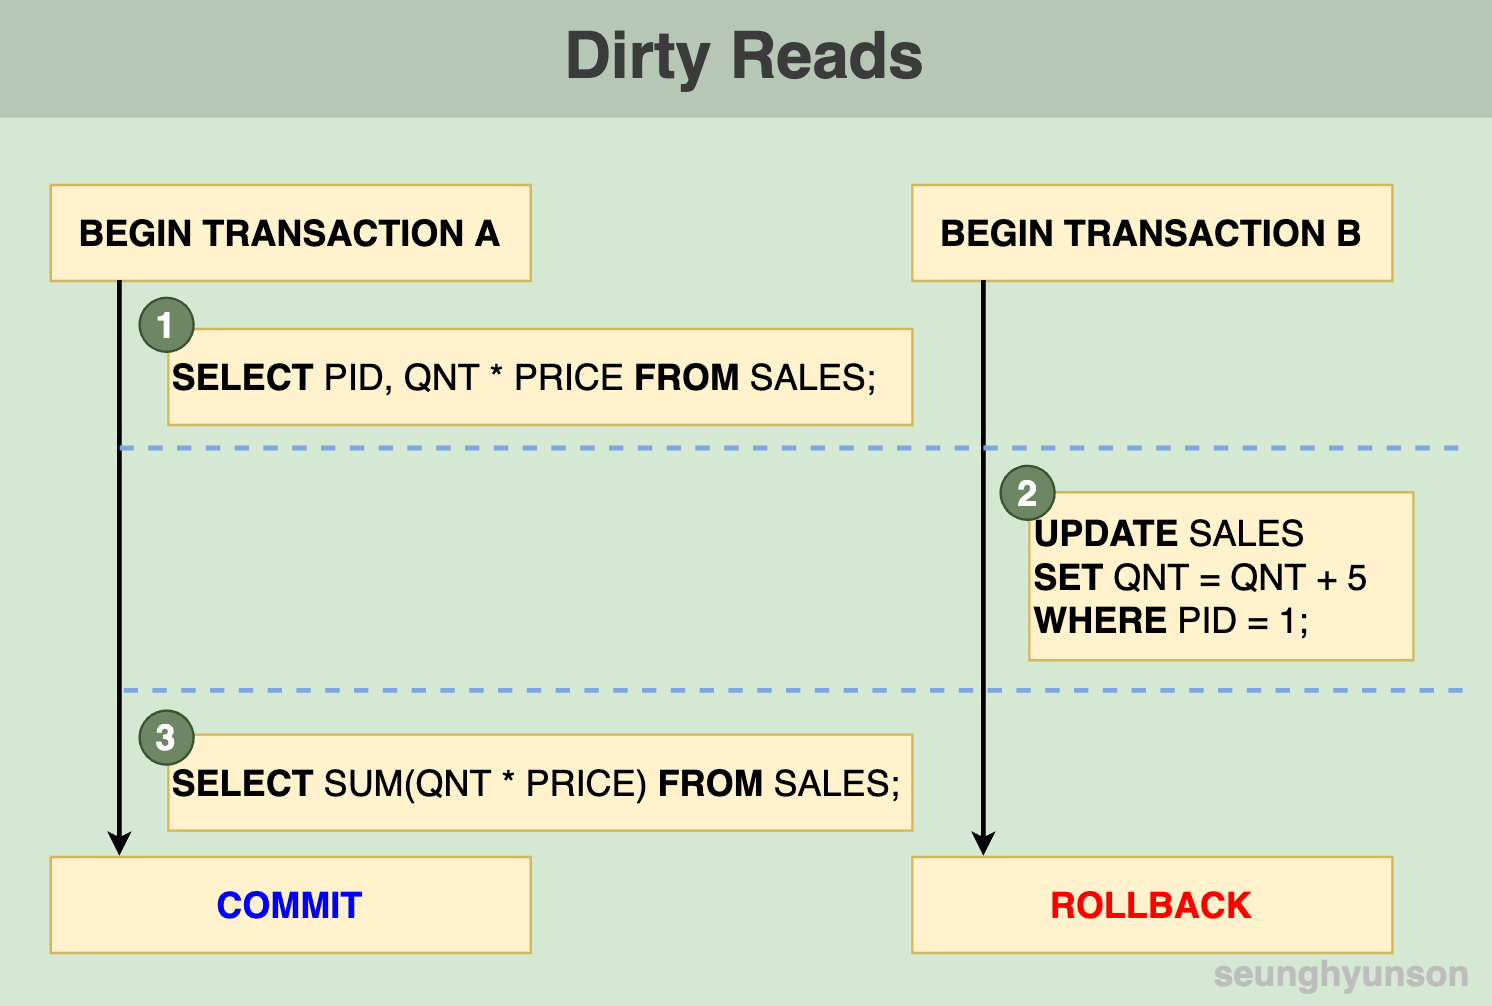 Dirty Reads
BEGIN TRANSACTION A
BEGIN TRANSACTION B
1
SELECT PID, QNT * PRICE FROM SALES;
2
UPDATE SALES
SET QNT = QNT + 5
WHERE PID = 1;
3
SELECT SUM(QNT * PRICE) FROM SALES;
COMMIT
ROLLBACK
seunghyunson